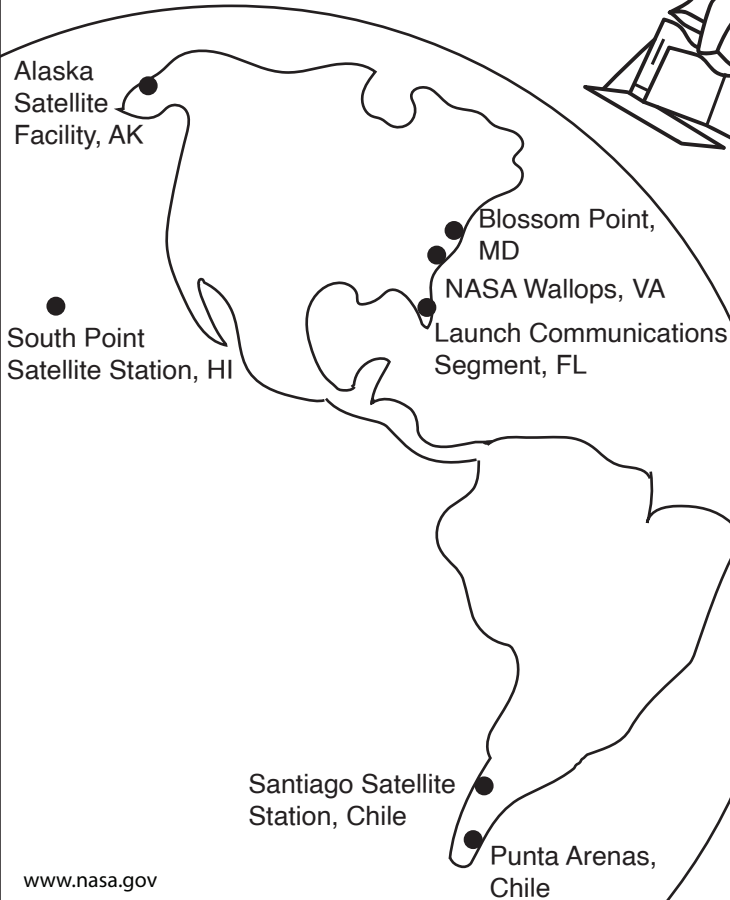 Alaska
Satellite
Facility, AK
Blossom Point,
MD
NASA Wallops, VA
Launch Communications
Segment, FL
South Point
Satellite Station, HI
Santiago Satellite
Station, Chile
Punta Arenas,
Chile
www.nasa.gov